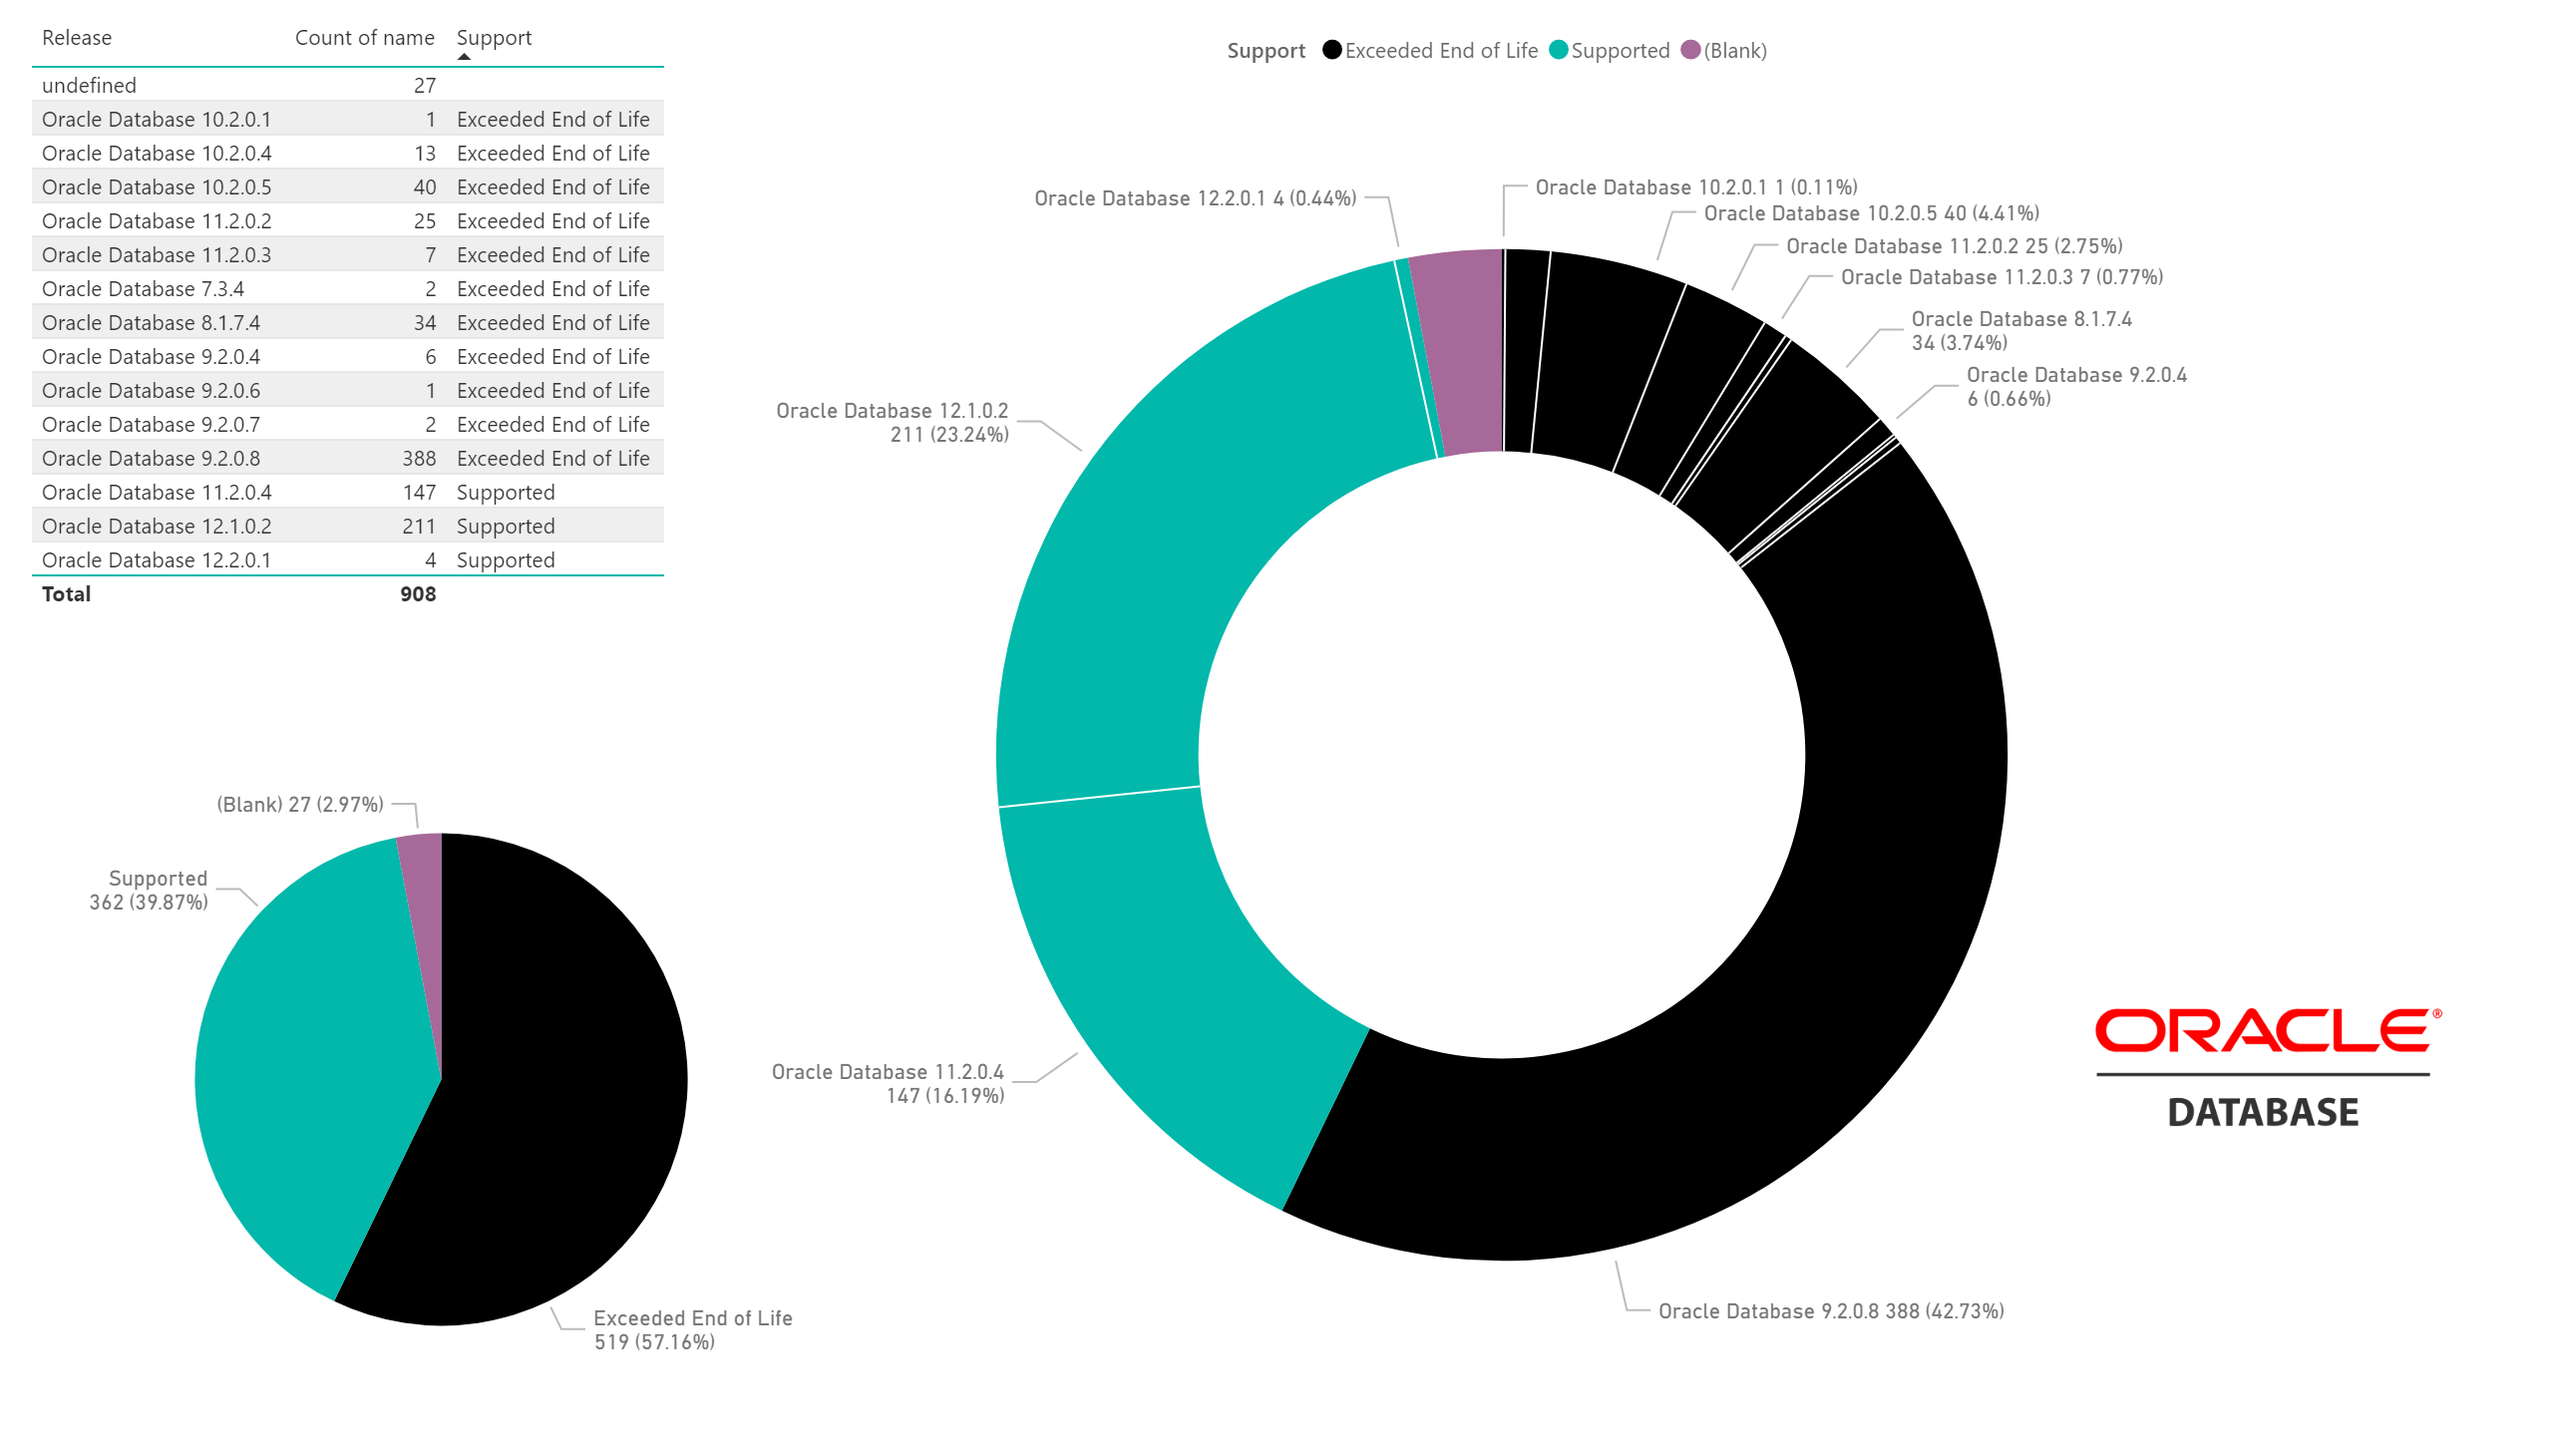 Release Count of name Support
undefined 27
Oracle Database 10.2.0.1 1 Exceeded End of Life
Oracle Database 10.2.0.4 13 Exceeded End of Life
Oracle Database 10.2.0.5 40 Exceeded End of Life
Oracle Database 11.2.0.2 25 Exceeded End of Life
Oracle Database 11.2.0.3 7 Exceeded End of Life
Oracle Database 7.3.4 2 Exceeded End of Life
Oracle Database 8.1.7.4 34 Exceeded End of Life
Oracle Database 9.2.0.4 6 Exceeded End of Life
Oracle Database 9.2.0.6 1 Exceeded End of Life
Oracle Database 9.2.0.7 2 Exceeded End of Life
Oracle Database 9.2.0.8 388 Exceeded End of Life
Oracle Database 11.2.0.4 147 Supported
Oracle Database 12.1.0.2 211 Supported
Oracle Database 12.2.0.1 4 Supported
Total 908
(Blank) 27 (2.97%)
Supported
362 (39.87%)
Exceeded End of Life
519 (57.16%)
Support Exceeded End of Life Supported (Blank)
Oracle Database 10.2.0.1 1 (0.11%)
Oracle Database 10.2.0.5 40 (4.41%)
Oracle Database 11.2.0.2 25 (2.75%)
Oracle Database 11.2.0.3 7 (0.77%)
Oracle Database 8.1.7.4
34 (3.74%)
Oracle Database 9.2.0.4
6 (0.66%)
Oracle Database 9.2.0.8 388 (42.73%)
Oracle Database 11.2.0.4
147 (16.19%)
Oracle Database 12.1.0.2
211 (23.24%)
Oracle Database 12.2.0.1 4 (0.44%)
ORACLE®
DATABASE